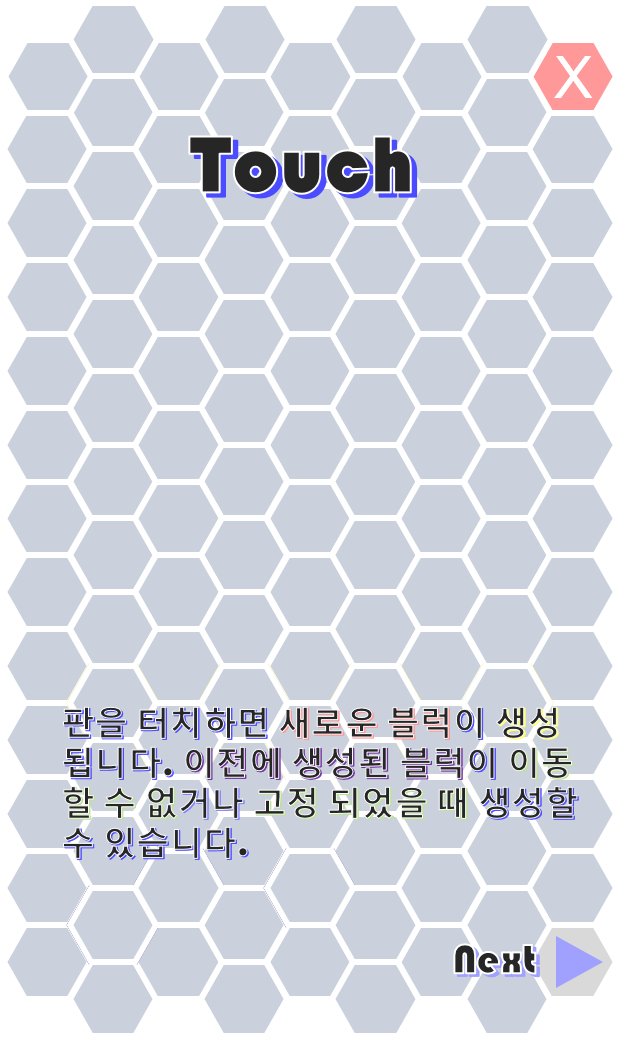 X
Touch
판을 터치하면 새로운 블럭이 생성
됩니다. 이전에 생성된 블럭이 이동
할 수 없거나 고정 되었을 때 생성할
수 있습니다.
Next